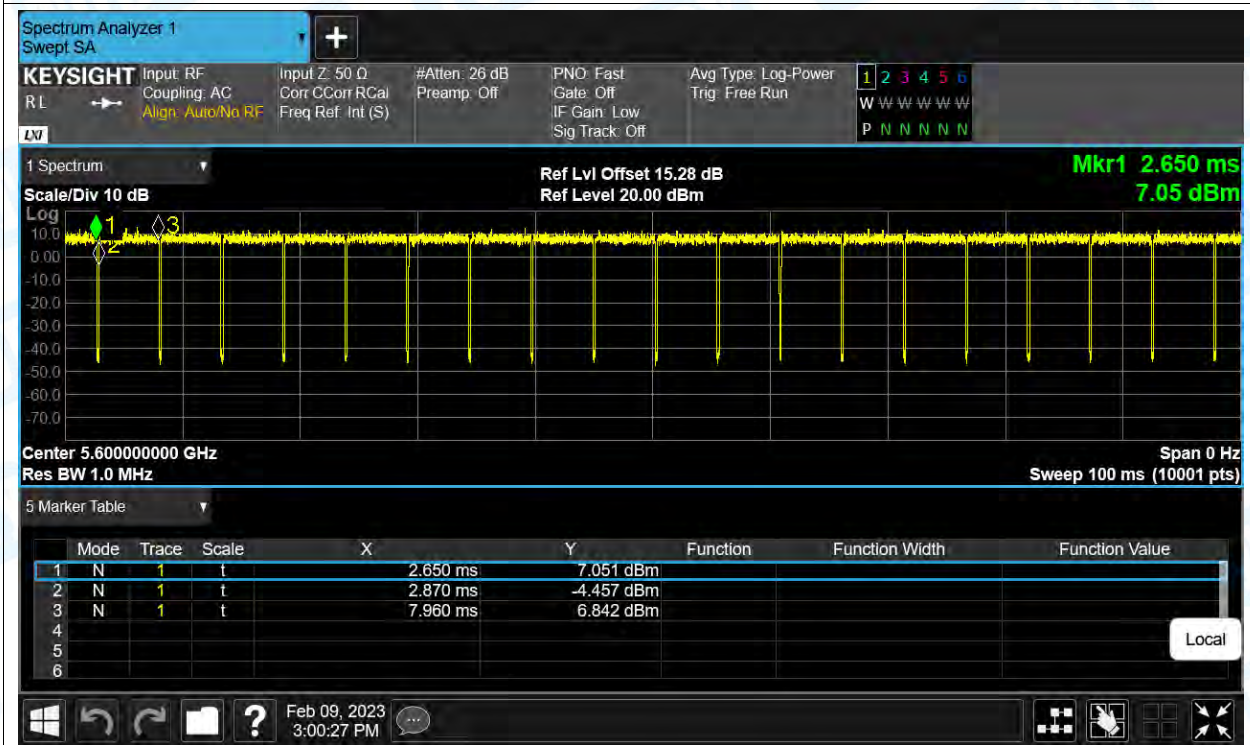 Spectrum Analyzer 1
Swept SA
+
KEYSIGHT Input: RF Input Z: 50 Ω #Atten: 26 dB PNO: Fast Avg Type: Log-Power 1 2 3 4 5 6
R L Coupling: AC Corr CCorr RCal Preamp: Off Gate: Off Trig: Free Run W W W W W W
Align: Auto/No RF Freq Ref: Int (S) IF Gain: Low
LXI Sig Track: Off P N N N N N
1 Spectrum Ref Lvl Offset 15.28 dB Mkr1 2.650 ms
Scale/Div 10 dB Ref Level 20.00 dBm 7.05 dBm
Log
1 2 3
10.0
0.00
-10.0
-20.0
-30.0
-40.0
-50.0
-60.0
-70.0
Center 5.600000000 GHz Span 0 Hz
Res BW 1.0 MHz Sweep 100 ms (10001 pts)
5 Marker Table
Mode Trace Scale X Y Function Function Width Function Value
1 N 1 t 2.650 ms 7.051 dBm
2 N 1 t 2.870 ms -4.457 dBm
3 N 1 t 7.960 ms 6.842 dBm
4
5
6
Local
? Feb 09, 2023
3:00:27 PM